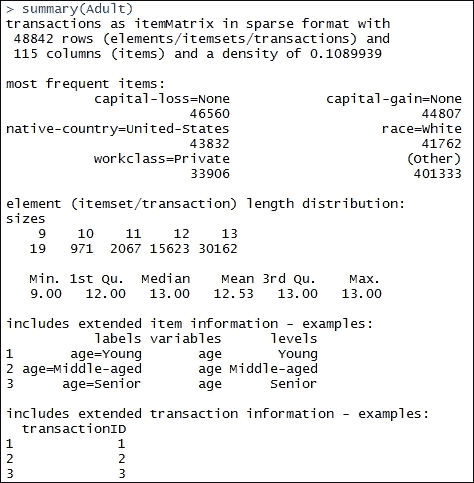 > summary(Adult)
transactions as itemMatrix in sparse format with
 48842 rows (elements/itemsets/transactions) and
 115 columns (items) and a density of 0.1089939

most frequent items:
           capital-loss=None            capital-gain=None
                       46560                        44807
native-country=United-States                   race=White
                       43832                        41762
           workclass=Private                      (Other)
                       33906                       401333

element (itemset/transaction) length distribution:
sizes
    9    10    11    12    13
   19   971  2067 15623 30162

   Min. 1st Qu.  Median    Mean 3rd Qu.    Max.
   9.00   12.00   13.00   12.53   13.00   13.00

includes extended item information - examples:
           labels variables      levels
1       age=Young       age       Young
2 age=Middle-aged       age Middle-aged
3      age=Senior       age      Senior

includes extended transaction information - examples:
  transactionID
1             1
2             2
3             3